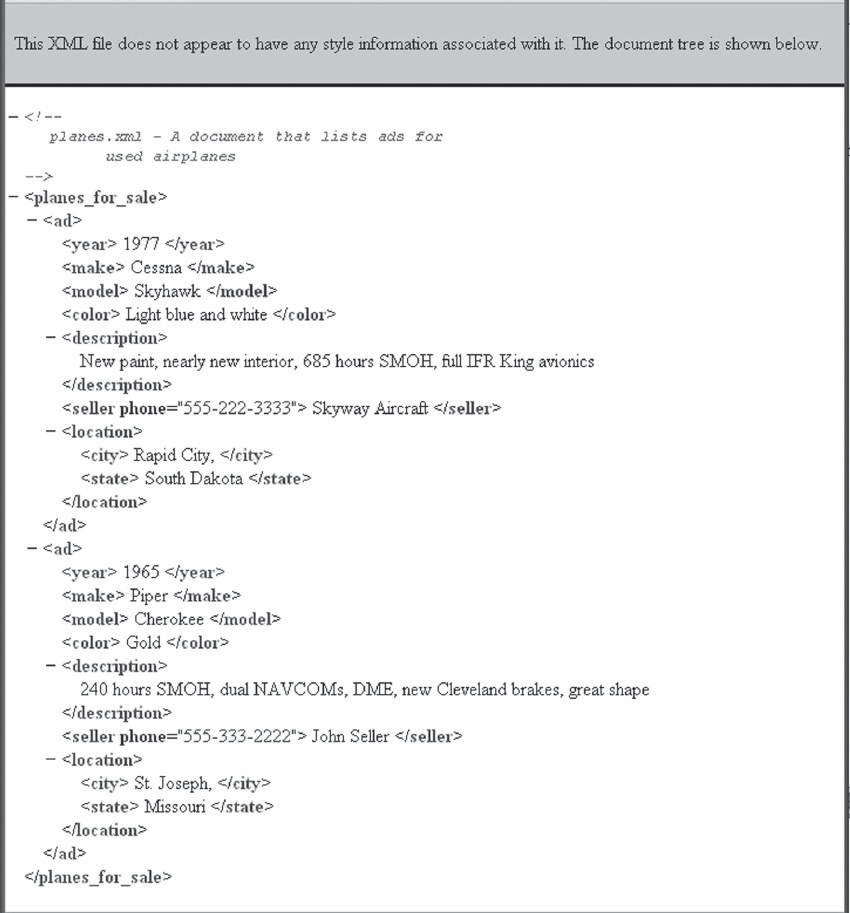 This XML file does not appear to have any style information associated with it. The document tree is shown below.
− <!--
planes.xml - A document that lists ads for
used airplanes
-->
− <planes_for_sale>
− <ad>
<year> 1977 </year>
<make> Cessna </make>
<model> Skyhawk </model>
<color> Light blue and white </color>
− <description>
New paint, nearly new interior, 685 hours SMOH, full IFR King avionics
</description>
<seller phone="555-222-3333"> Skyway Aircraft </seller>
− <location>
<city> Rapid City, </city>
<state> South Dakota </state>
</location>
</ad>
− <ad>
<year> 1965 </year>
<make> Piper </make>
<model> Cherokee </model>
<color> Gold </color>
− <description>
240 hours SMOH, dual NAVCOMs, DME, new Cleveland brakes, great shape
</description>
<seller phone="555-333-2222"> John Seller </seller>
− <location>
<city> St. Joseph, </city>
<state> Missouri </state>
</location>
</ad>
</planes_for_sale>